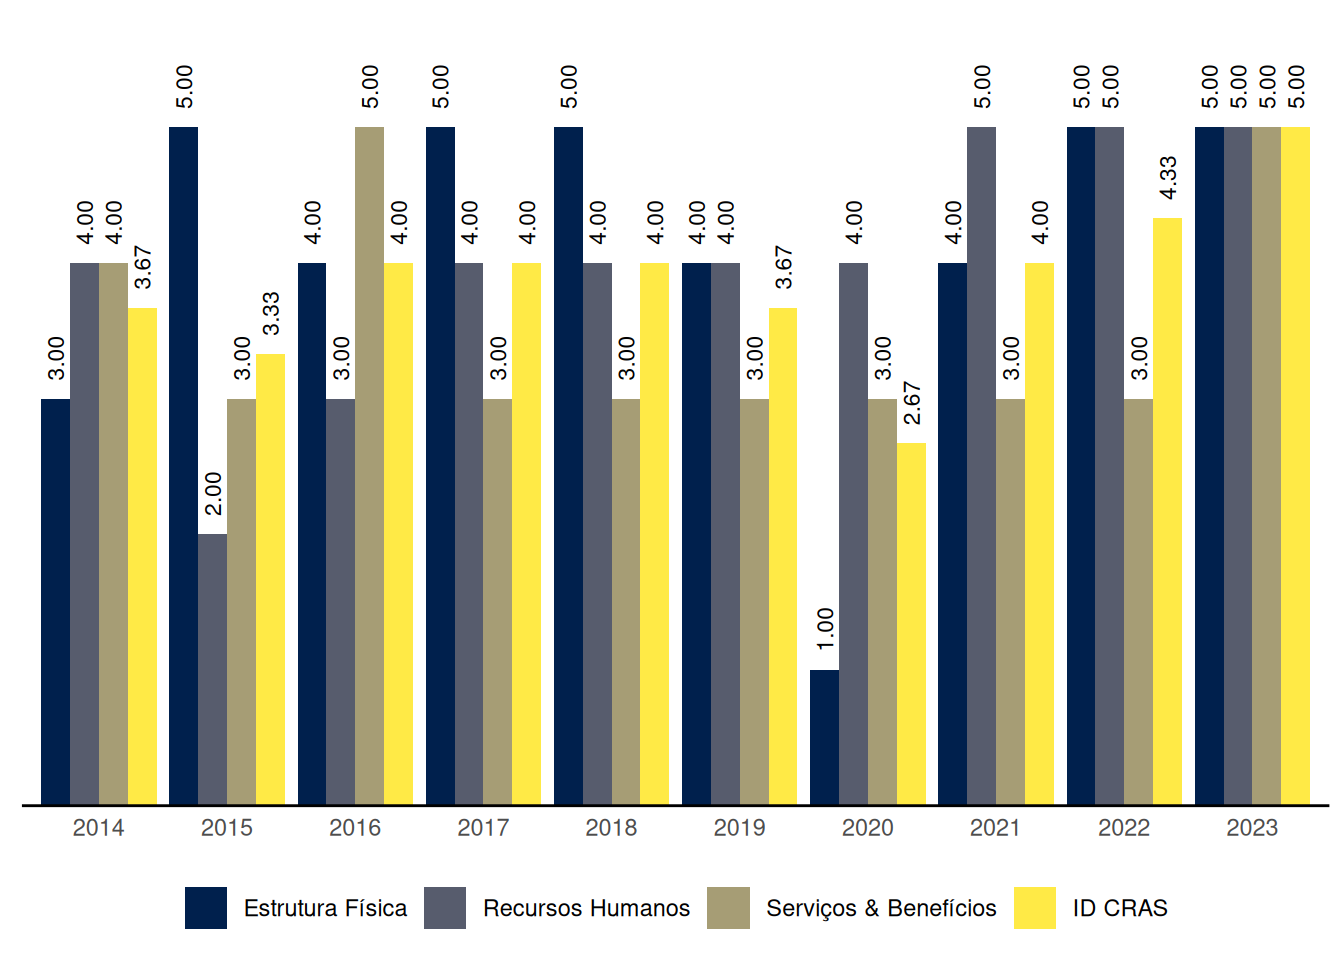 3.00 4.00 4.00 3.67 5.00 2.00 3.00 3.33 4.00 3.00 5.00 4.00 5.00 4.00 3.00 4.00 5.00 4.00 3.00 4.00 4.00 4.00 3.00 3.67 1.00 4.00 3.00 2.67 4.00 5.00 3.00 4.00 5.00 5.00 3.00 4.33 5.00 5.00 5.00 5.00
2014 2015 2016 2017 2018 2019 2020 2021 2022 2023
Estrutura Física Recursos Humanos Serviços & Benefícios ID CRAS